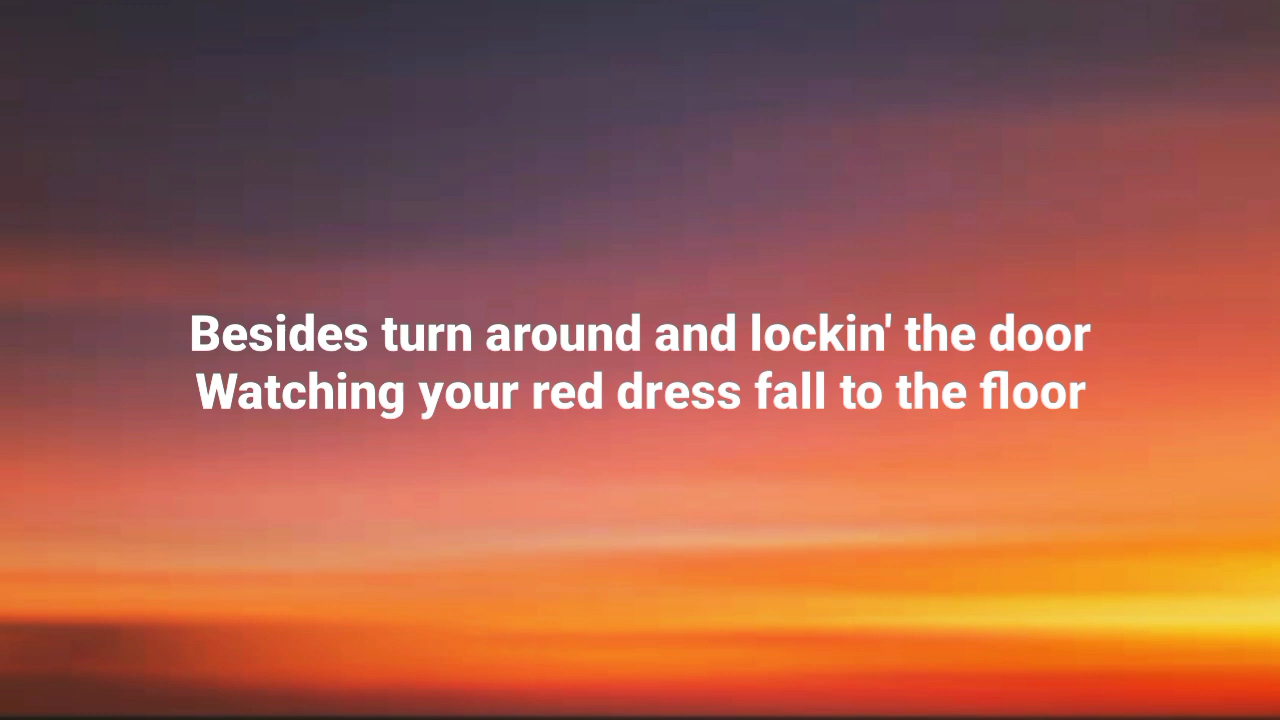 Besides turn around and lockin' the door
Watching your red dress fall to the floor